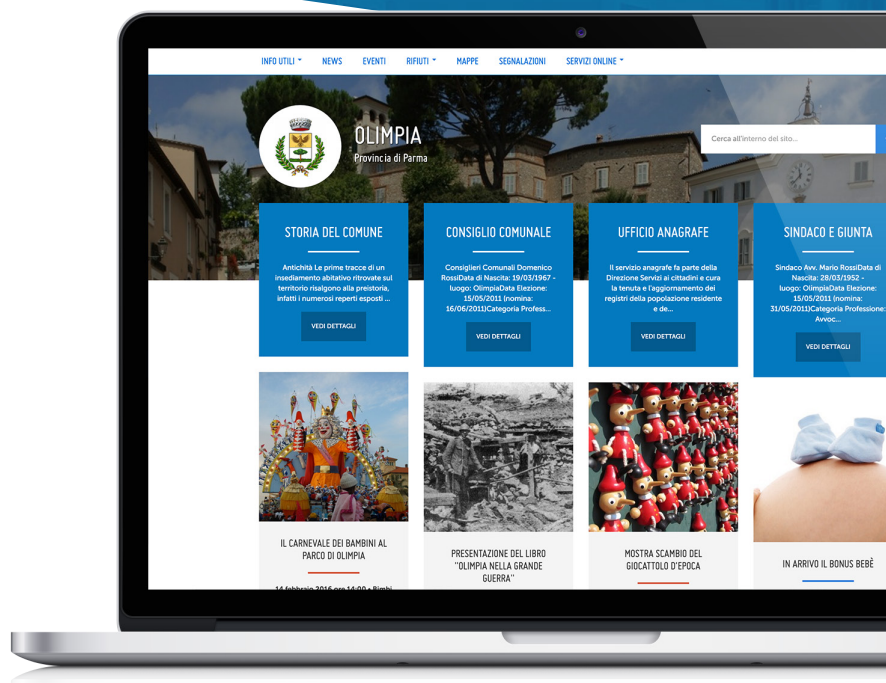 INFO UTILI NEWS EVENTI RIFIUTI MAPPE SEGNALAZIONI SERVIZI ONLINE
OLIMPIA
Provincia di Parma
Cerca all'interno del sito...
STORIA DEL COMUNE
Antichità Le prime tracce di un
insediamento abitativo ritrovate sul
territorio risalgono alla preistoria,
infatti i numerosi reperti esposti ...
VEDI DETTAGLI
CONSIGLIO COMUNALE
Consiglieri Comunali Domenico
RossiData di Nascita: 19/03/1967 -
luogo: OlimpiaData Elezione:
15/05/2011 (nomina:
16/06/2011)Categoria Profess...
VEDI DETTAGLI
UFFICIO ANAGRAFE
Il servizio anagrafe fa parte della
Direzione Servizi ai cittadini e cura
la tenuta e l'aggiornamento dei
registri della popolazione residente
e de...
VEDI DETTAGLI
SINDACO E GIUNTA
Sindaco Avv. Mario RossiData di
Nascita: 28/03/1952 -
luogo: OlimpiaData Elezione:
15/05/2011 (nomina:
31/05/2011)Categoria Professione:
Avvoc...
VEDI DETTAGLI
IL CARNEVALE DEI BAMBINI AL
PARCO DI OLIMPIA
14 febbraio 2016 ore 14:00 • Bimbi
PRESENTAZIONE DEL LIBRO
"OLIMPIA NELLA GRANDE
GUERRA"
MOSTRA SCAMBIO DEL
GIOCATTOLO D'EPOCA
IN ARRIVO IL BONUS BEBÈ